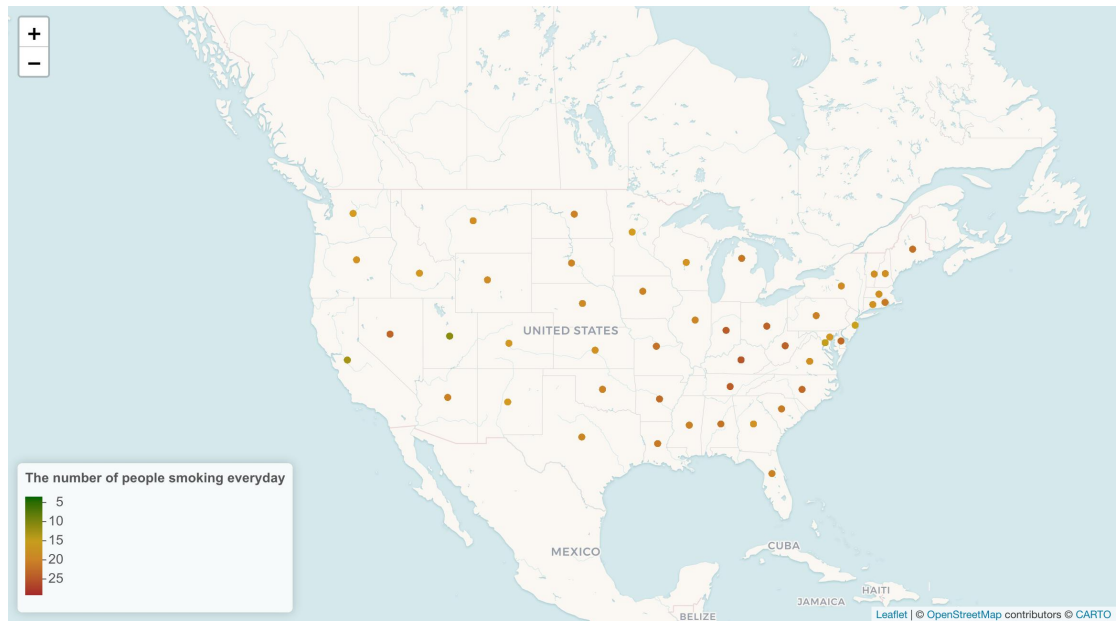 +
−
UNITED STATES
MEXICO
CUBA
HAITI
JAMAICA
BELIZE
The number of people smoking everyday
5
10
15
20
25
Leaflet | © OpenStreetMap contributors © CARTO